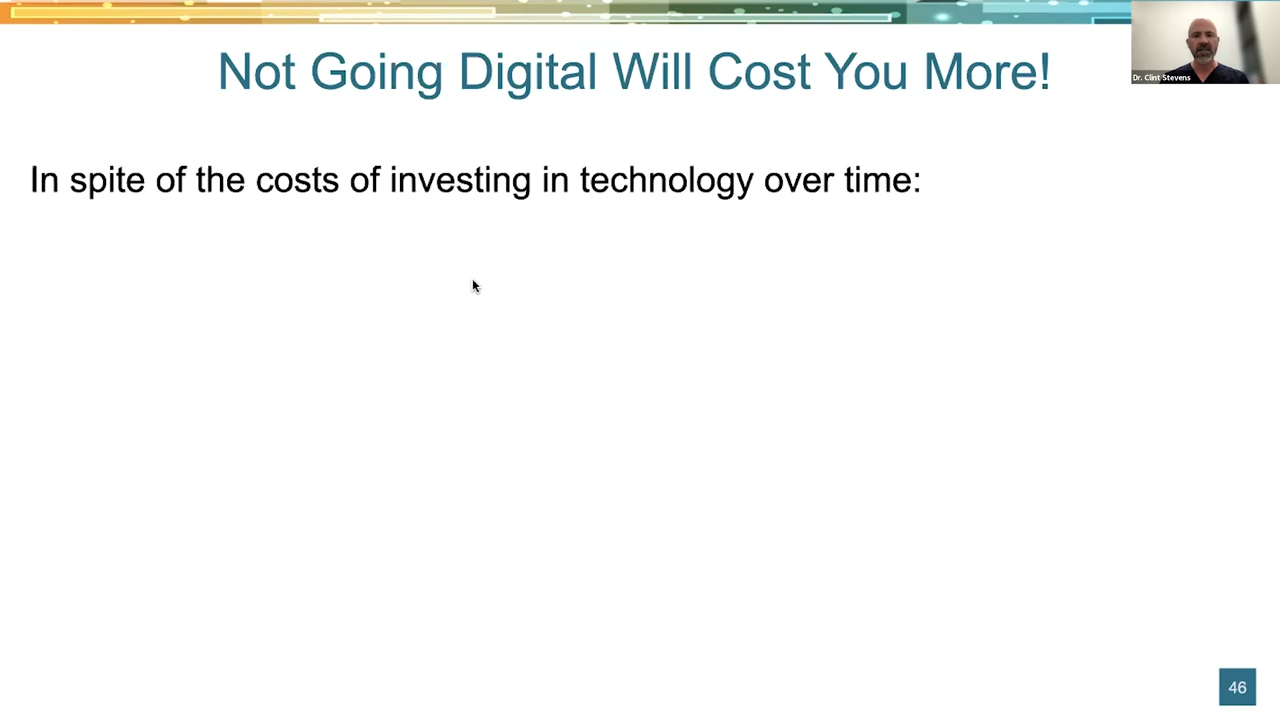 Not Going Digital Will Cost You More!
Dr. Clint Stevens
In spite of the costs of investing in technology over time:
46